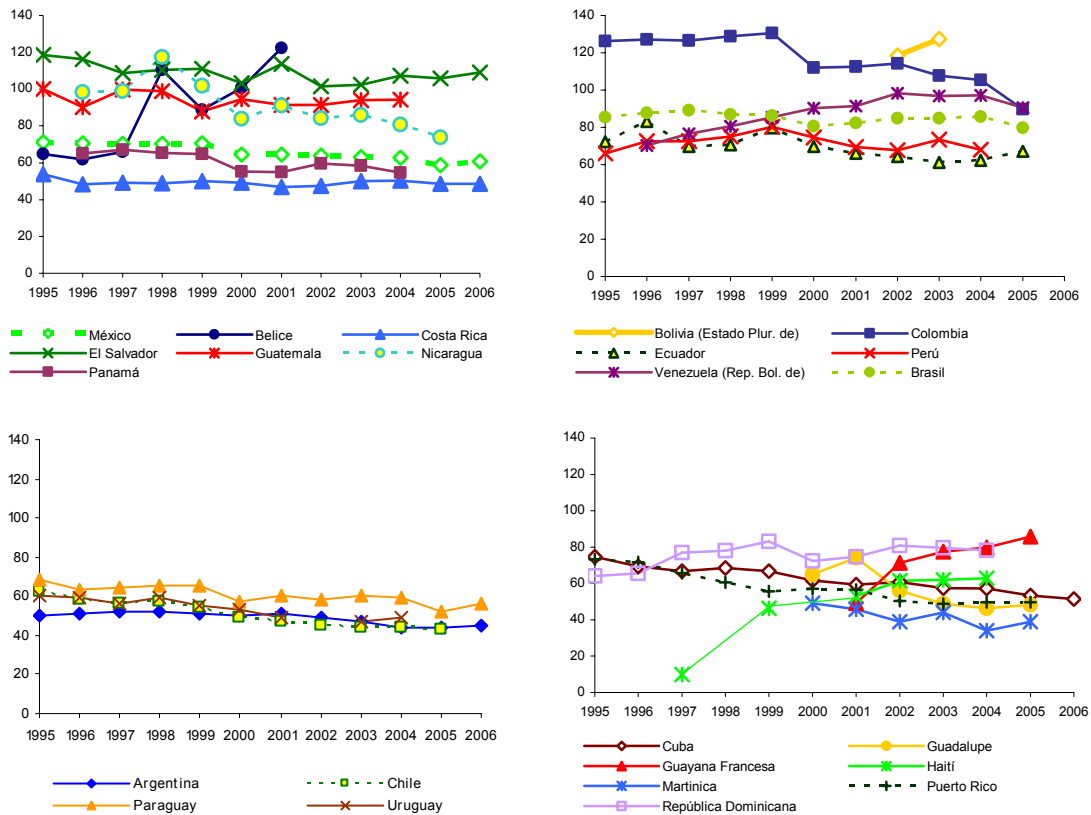 140
120
100
80
60
40
20
0
1995 1996 1997 1998 1999 2000 2001 2002 2003 2004 2005 2006
México Belice Costa Rica
El Salvador Guatemala Nicaragua
Panamá
140
120
100
80
60
40
20
0
1995 1996 1997 1998 1999 2000 2001 2002 2003 2004 2005 2006
Bolivia (Estado Plur. de) Colombia
Ecuador Perú
Venezuela (Rep. Bol. de) Brasil
140
120
100
80
60
40
20
0
1995 1996 1997 1998 1999 2000 2001 2002 2003 2004 2005 2006
Argentina Chile
Paraguay Uruguay
140
120
100
80
60
40
20
0
1995 1996 1997 1999 2000 2001 2002 2003 2004 2005 2006
Cuba Guadalupe
Guayana Francesa Haití
Martinica Puerto Rico
República Dominicana